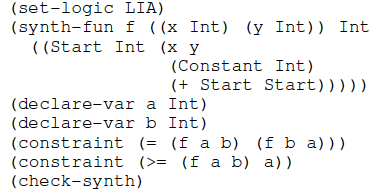 (set-logic LIA)
(synth-fun f ((x Int) (y Int)) Int
  ((Start Int (x y
               (Constant Int)
               (+ Start Start)))))
(declare-var a Int)
(declare-var b Int)
(constraint (= (f a b) (f b a)))
(constraint (>= (f a b) a))
(check-synth)